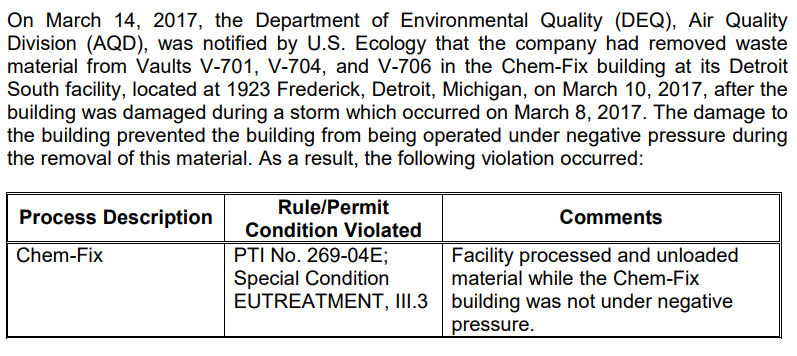 On March 14, 2017, the Department of Environmental Quality (DEQ), Air Quality
Division (AQD), was notified by U.S. Ecology that the company had removed waste
material from Vaults V-701, V-704, and V-706 in the Chem-Fix building at its Detroit
South facility, located at 1923 Frederick, Detroit, Michigan, on March 10, 2017, after the
building was damaged during a storm which occurred on March 8, 2017. The damage to
the building prevented the building from being operated under negative pressure during
the removal of this material. As a result, the following violation occurred:
Process Description
Rule/Permit
Condition Violated
Comments
Chem-Fix
PTI No. 269-04E;
Special Condition
EUTREATMENT, III.3
Facility processed and unloaded
material while the Chem-Fix
building was not under negative
pressure.